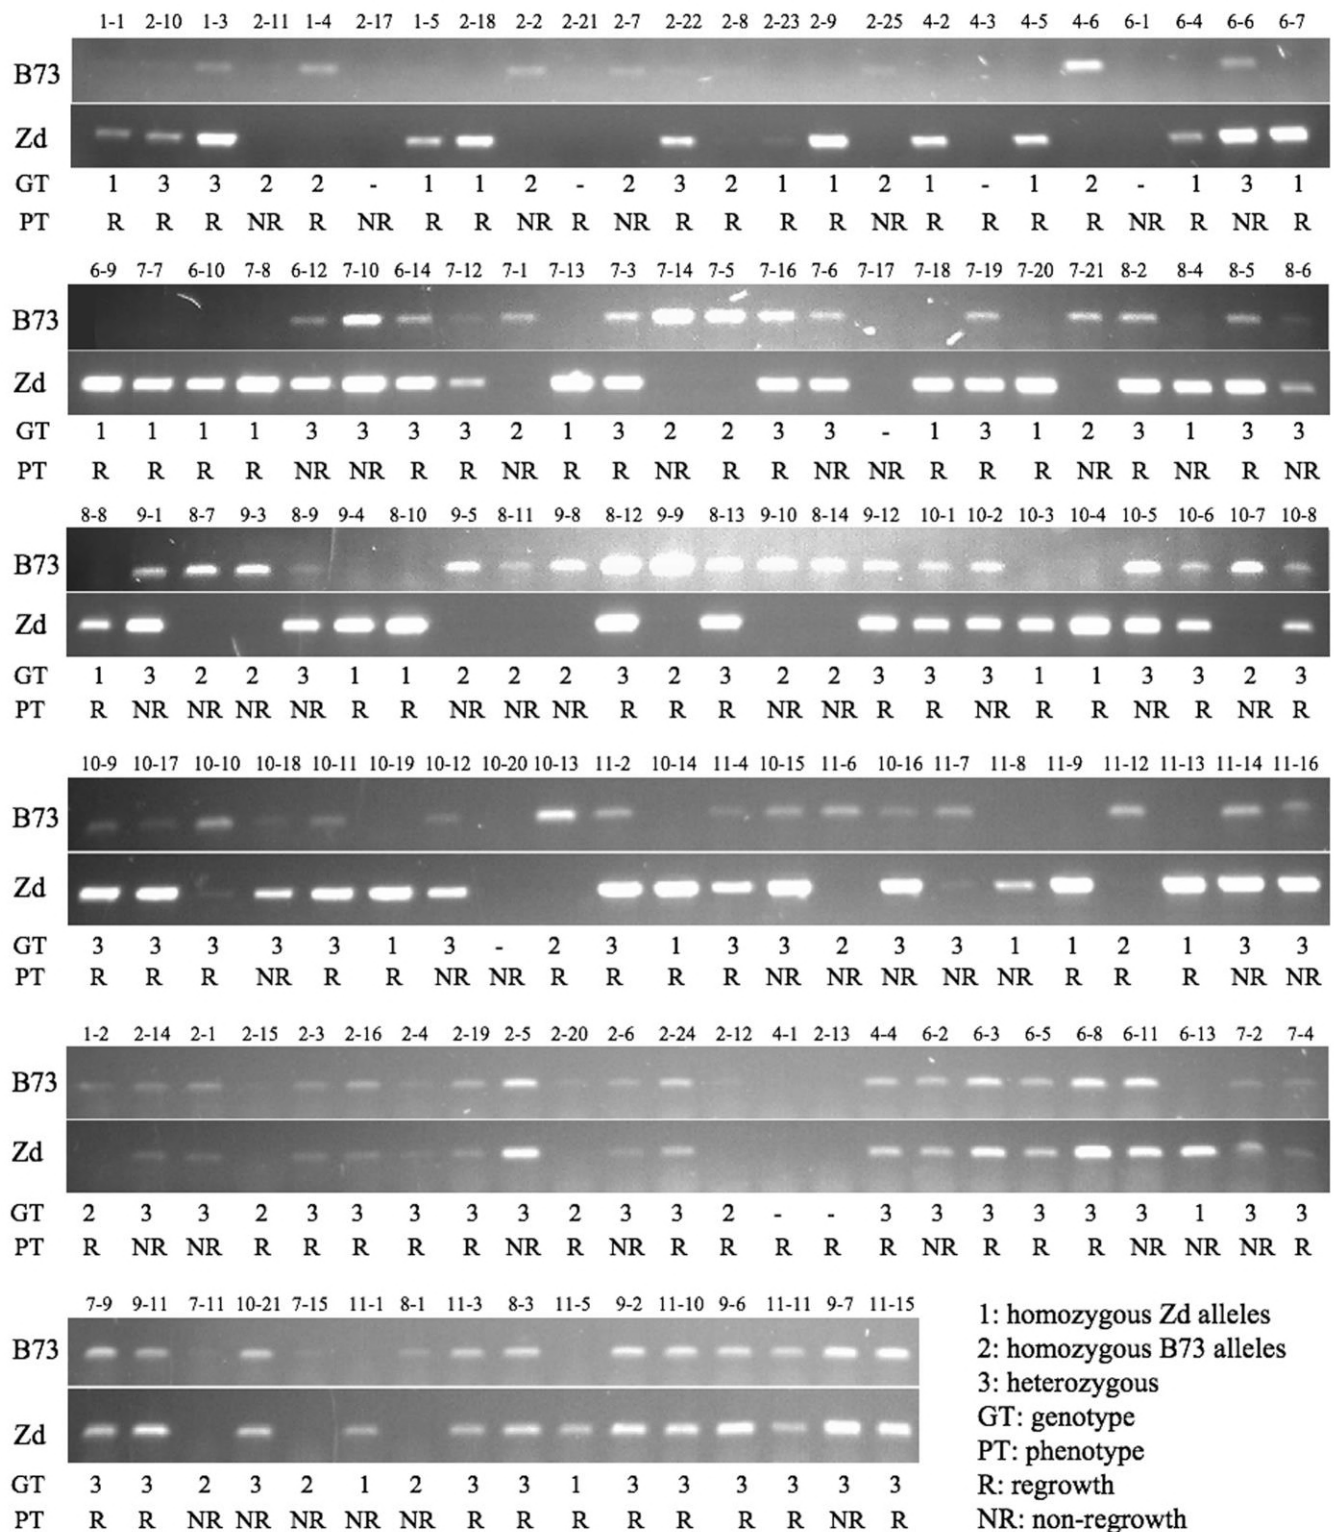 1-1 2-10 1-3 2-11 1-4 2-17 1-5 2-18 2-2 2-21 2-7 2-22 2-8 2-23 2-9 2-25 4-2 4-3 4-5 4-6 6-1 6-4 6-6 6-7
B73
Zd
GT 1 3 3 2 2 - 1 1 2 - 2 3 2 1 1 2 1 - 1 2 - 1 3 1
PT R R R NR R NR R R NR R NR R R R R NR R R R R NR R NR R
6-9 7-7 6-10 7-8 6-12 7-10 6-14 7-12 7-1 7-13 7-3 7-14 7-5 7-16 7-6 7-17 7-18 7-19 7-20 7-21 8-2 8-4 8-5 8-6
B73
Zd
GT 1 1 1 1 3 3 3 3 2 1 3 2 2 3 3 - 1 3 1 2 3 1 3 3
PT R R R R NR NR R R NR R R NR R R NR NR R R R NR R NR R NR
8-8 9-1 8-7 9-3 8-9 9-4 8-10 9-5 8-11 9-8 8-12 9-9 8-13 9-10 8-14 9-12 10-1 10-2 10-3 10-4 10-5 10-6 10-7 10-8
B73
Zd
GT 1 3 2 2 3 1 1 2 2 2 3 2 3 2 2 3 3 3 1 1 3 3 2 3
PT R NR NR NR NR R R NR NR NR R R R NR NR R R NR R R NR R NR R
10-9 10-17 10-10 10-18 10-11 10-19 10-12 10-20 10-13 11-2 10-14 11-4 10-15 11-6 10-16 11-7 11-8 11-9 11-12 11-13 11-14 11-16
B73
Zd
GT 3 3 3 3 3 1 3 - 2 3 1 3 3 2 3 3 1 1 2 1 3 3
PT R R R NR R R NR NR R R R R NR NR NR NR NR R R R NR NR
1-2 2-14 2-1 2-15 2-3 2-16 2-4 2-19 2-5 2-20 2-6 2-24 2-12 4-1 2-13 4-4 6-2 6-3 6-5 6-8 6-11 6-13 7-2 7-4
B73
Zd
GT 2 3 3 2 3 3 3 3 3 2 3 3 2 - - 3 3 3 3 3 3 1 3 3
PT R NR NR R R R R R NR R NR R R R R R NR R R R NR NR NR R
7-9 9-11 7-11 10-21 7-15 11-1 8-1 11-3 8-3 11-5 9-2 11-10 9-6 11-11 9-7 11-15
B73
Zd
GT 3 3 2 3 2 1 2 3 3 1 3 3 3 3 3 3
PT R R NR NR NR NR NR R R R R R R R NR R
1: homozygous Zd alleles
2: homozygous B73 alleles
3: heterozygous
GT: genotype
PT: phenotype
R: regrowth
NR: non-regrowth